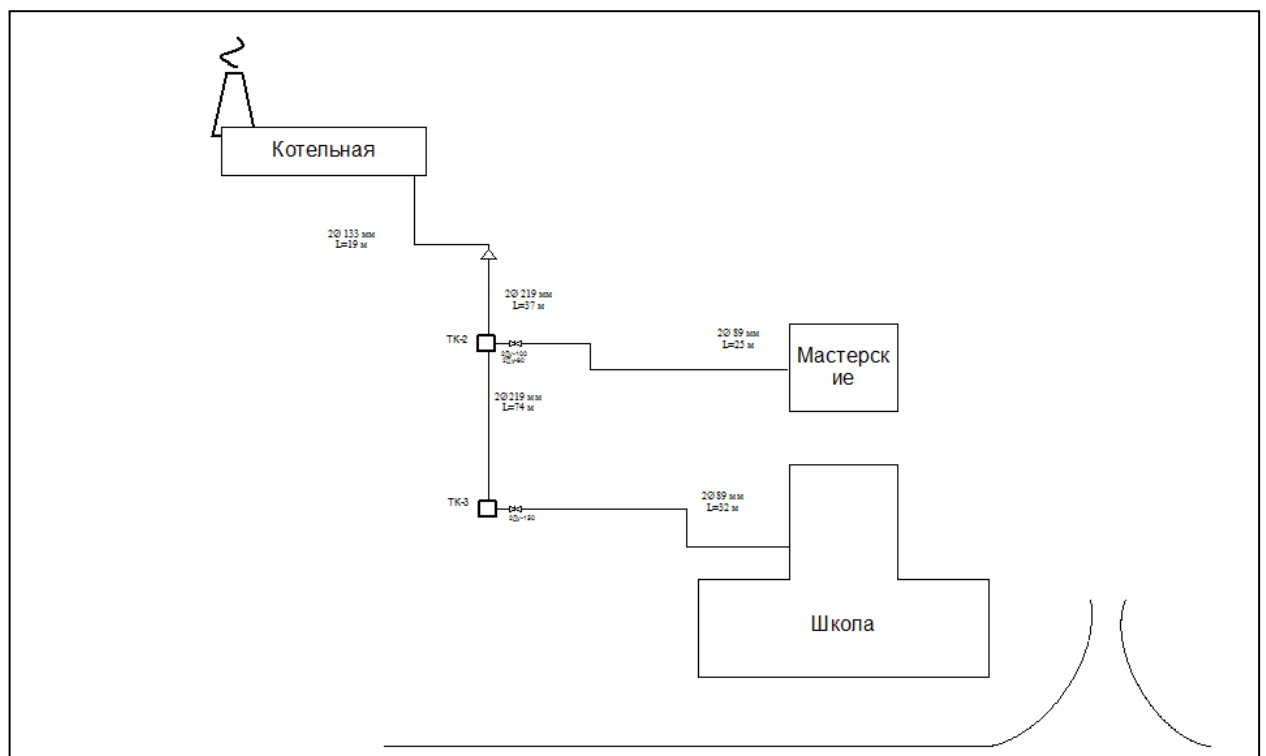 Котельная
2Ø 133 мм
L=19 м
2Ø 219 мм
L=37 м
ТК-2
2Ø 89 мм
L=25 м
Мастерск
ие
2Ø 219 мм
L=74 м
ТК-3
2Ø 89 мм
L=32 м
Школа